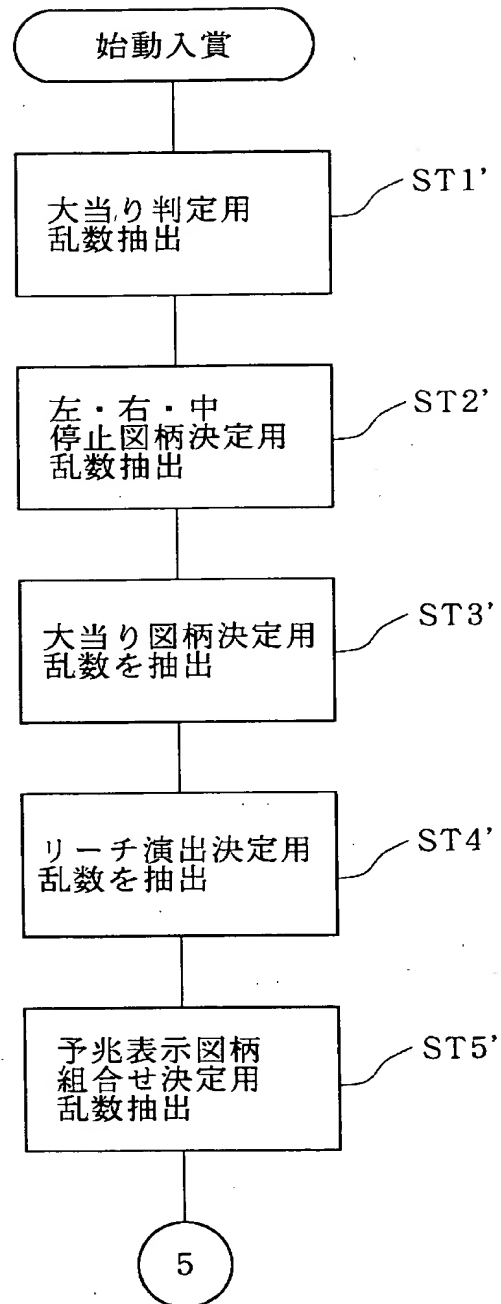 始動入賞
大当り判定用
乱数抽出
ST1'
左・右・中
停止図柄決定用
乱数抽出
ST2'
大当り図柄決定用
乱数を抽出
ST3'
リーチ演出決定用
乱数を抽出
ST4'
予兆表示図柄
組合せ決定用
乱数抽出
ST5'
5